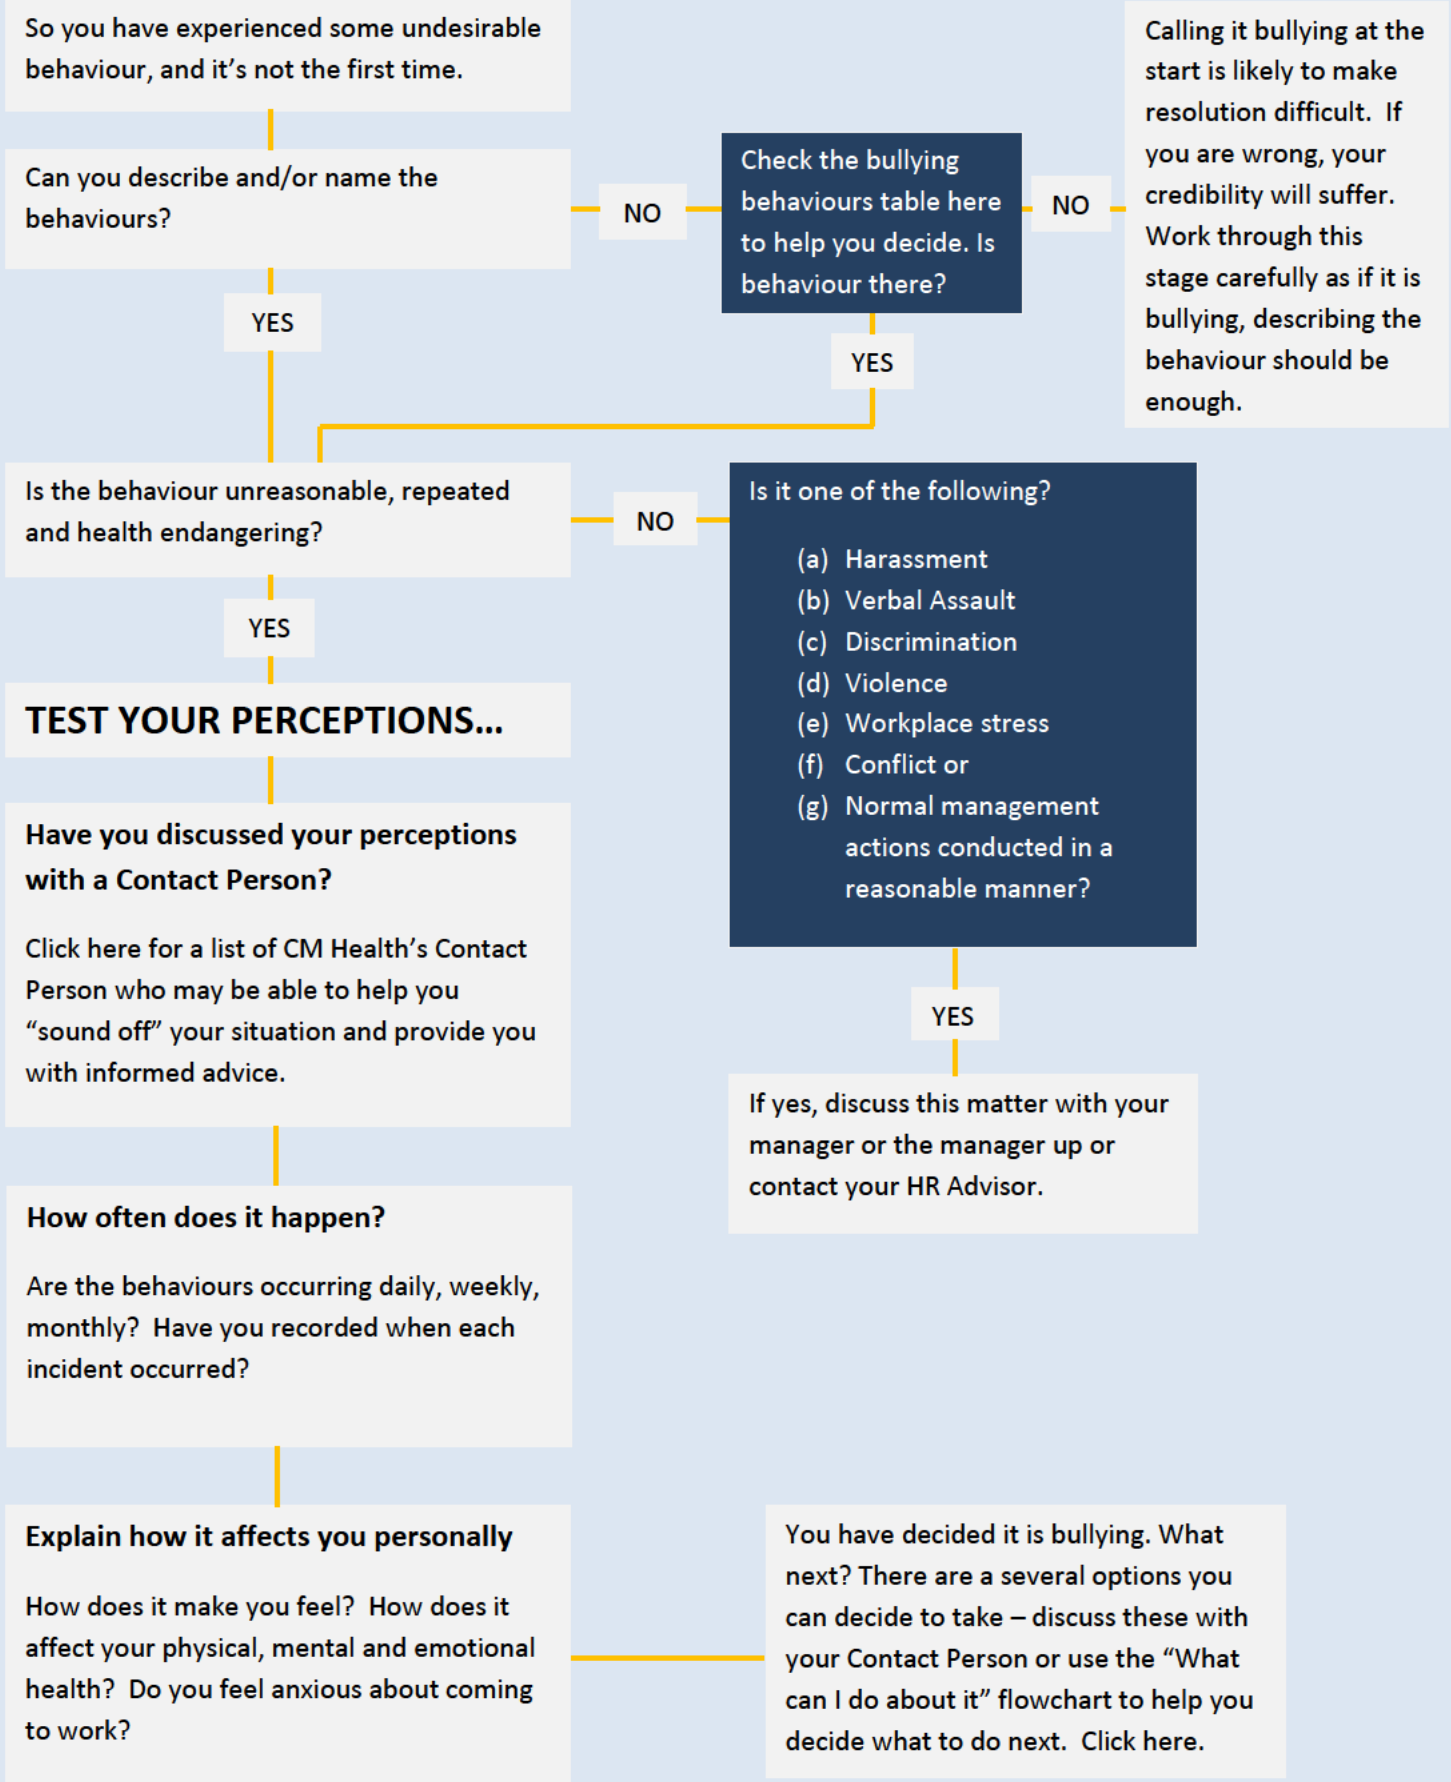 So you have experienced some undesirable
behaviour, and it’s not the first time.
Can you describe and/or name the
behaviours?
NO
Check the bullying
behaviours table here
to help you decide. Is
behaviour there?
NO
Calling it bullying at the
start is likely to make
resolution difficult.  If
you are wrong, your
credibility will suffer.
Work through this
stage carefully as if it is
bullying, describing the
behaviour should be
enough.
YES
YES
Is the behaviour unreasonable, repeated
and health endangering?
NO
Is it one of the following?
(a) Harassment
(b) Verbal Assault
(c) Discrimination
(d) Violence
(e) Workplace stress
(f) Conflict or
(g) Normal management
actions conducted in a
reasonable manner?
YES
TEST YOUR PERCEPTIONS...
Have you discussed your perceptions
with a Contact Person?
Click here for a list of CM Health’s Contact
Person who may be able to help you
“sound off” your situation and provide you
with informed advice.
YES
If yes, discuss this matter with your
manager or the manager up or
contact your HR Advisor.
How often does it happen?
Are the behaviours occurring daily, weekly,
monthly?  Have you recorded when each
incident occurred?
Explain how it affects you personally
How does it make you feel?  How does it
affect your physical, mental and emotional
health?  Do you feel anxious about coming
to work?
You have decided it is bullying. What
next? There are a several options you
can decide to take – discuss these with
your Contact Person or use the “What
can I do about it” flowchart to help you
decide what to do next.  Click here.